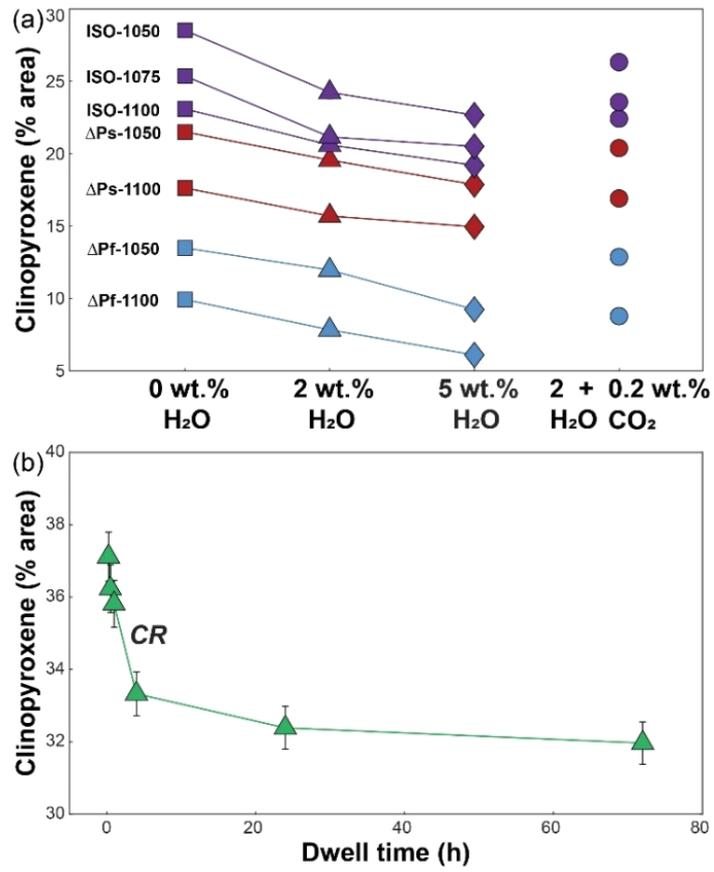 (a)
Clinopyroxene (% area)
30
25
20
15
10
5
ISO-1050
ISO-1075
ISO-1100
ΔPs-1050
ΔPs-1100
ΔPf-1050
ΔPf-1100
0 wt.% 2 wt.% 5 wt.% 2 + 0.2 wt.%
H₂O H₂O H₂O H₂O CO₂
(b)
Clinopyroxene (% area)
40
38
36
34
32
30
CR
0 20 40 60 80
Dwell time (h)